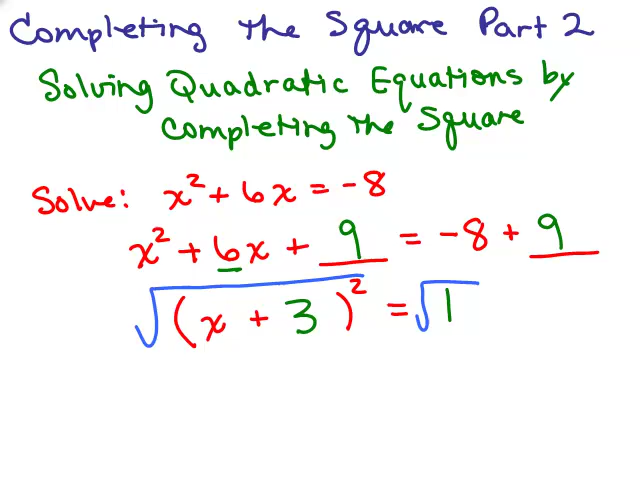 Completing The Square Part 2
Solving Quadratic Equations by
Completing The Square
Solve: x² + 6x = -8
x² + 6x + 9 = -8 + 9
√(x + 3)² = √1